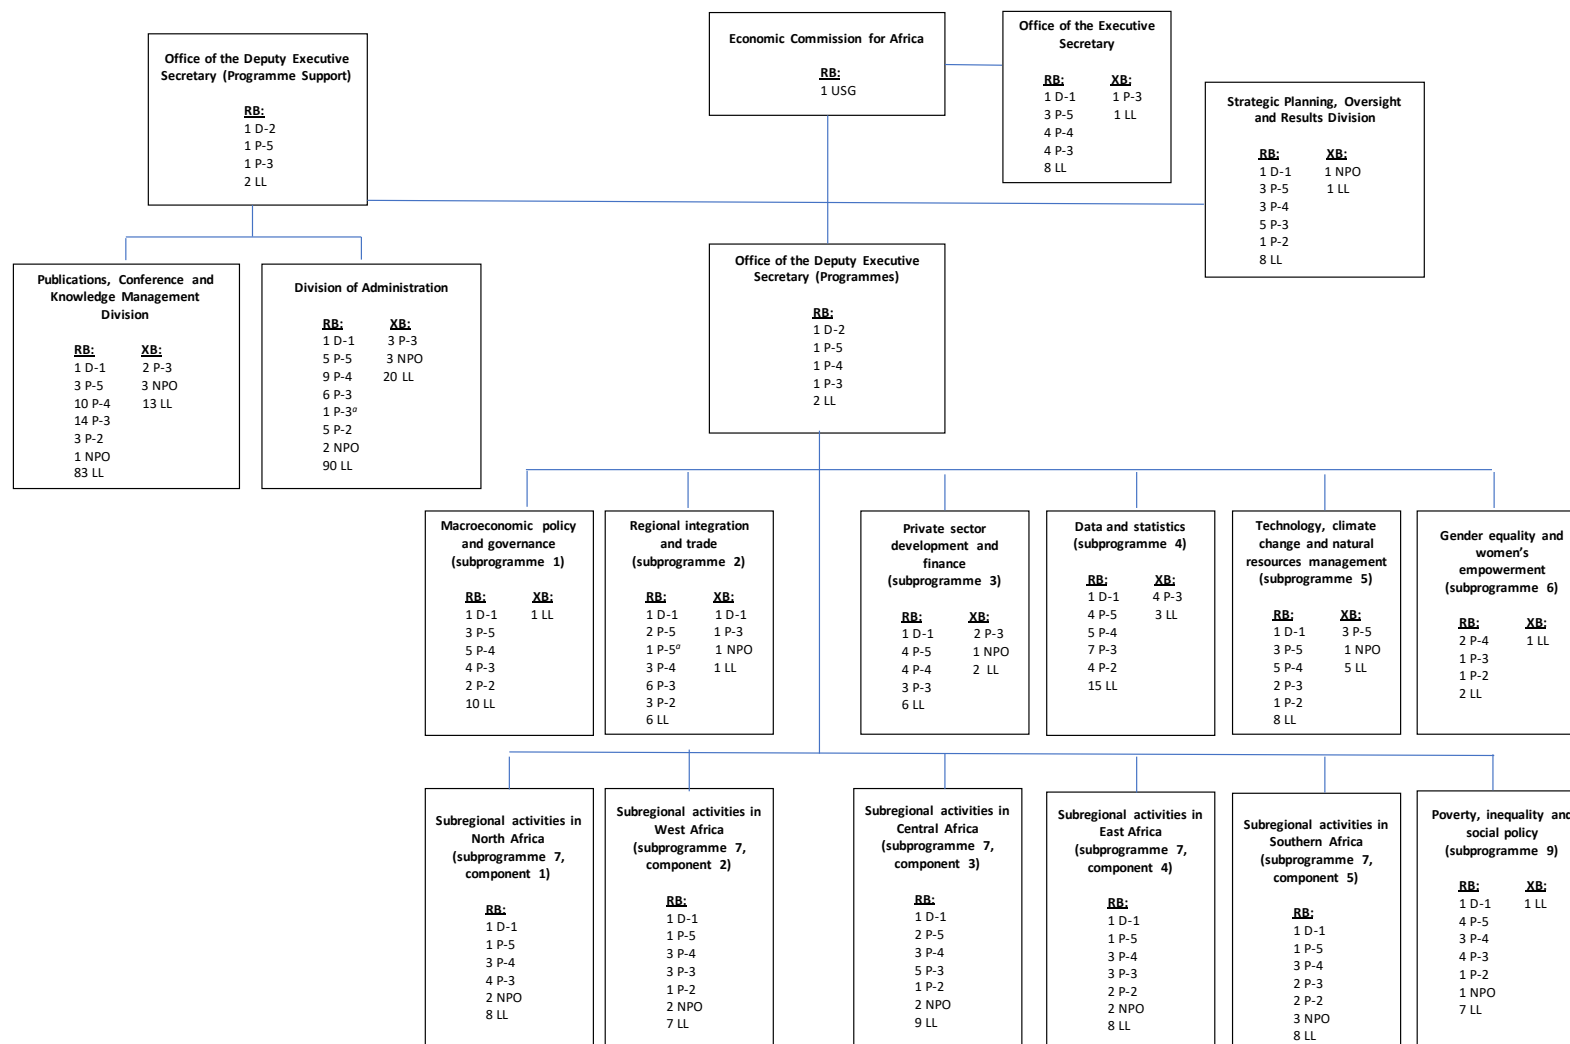 Office of the Deputy Executive
Secretary (Programme Support)
RB:
1 D-2
1 P-5
1 P-3
2 LL
Economic Commission for Africa
RB:
1 USG
Office of the Executive
Secretary
RB: XB:
1 D-1 1 P-3
3 P-5 1 LL
4 P-4
4 P-3
8 LL
Strategic Planning, Oversight
and Results Division
RB: XB:
1 D-1 1 NPO
3 P-5 1 LL
3 P-4
5 P-3
1 P-2
8 LL
Publications, Conference and
Knowledge Management
Division
RB: XB:
1 D-1 2 P-3
3 P-5 3 NPO
10 P-4 13 LL
14 P-3
3 P-2
1 NPO
83 LL
Division of Administration
RB: XB:
1 D-1 3 P-3
5 P-5 3 NPO
9 P-4 20 LL
6 P-3
1 P-3ª
5 P-2
2 NPO
90 LL
Office of the Deputy Executive
Secretary (Programmes)
RB:
1 D-2
1 P-5
1 P-4
1 P-3
2 LL
Macroeconomic policy
and governance
(subprogramme 1)
RB: XB:
1 D-1 1 LL
3 P-5
5 P-4
4 P-3
2 P-2
10 LL
Regional integration
and trade
(subprogramme 2)
RB: XB:
1 D-1 1 D-1
2 P-5 1 P-3
1 P-5ª 1 NPO
3 P-4 1 LL
6 P-3
3 P-2
6 LL
Private sector
development and
finance
(subprogramme 3)
RB: XB:
1 D-1 2 P-3
4 P-5 1 NPO
4 P-4 2 LL
3 P-3
6 LL
Data and statistics
(subprogramme 4)
RB: XB:
1 D-1 4 P-3
4 P-5 3 LL
5 P-4
7 P-3
4 P-2
15 LL
Technology, climate
change and natural
resources management
(subprogramme 5)
RB: XB:
1 D-1 3 P-5
3 P-5 1 NPO
5 P-4 5 LL
2 P-3
1 P-2
8 LL
Gender equality and
women's
empowerment
(subprogramme 6)
RB: XB:
2 P-4 1 LL
1 P-3
1 P-2
2 LL
Subregional activities in
North Africa
(subprogramme 7,
component 1)
RB:
1 D-1
1 P-5
3 P-4
4 P-3
2 NPO
8 LL
Subregional activities in
West Africa
(subprogramme 7,
component 2)
RB:
1 D-1
1 P-5
3 P-4
3 P-3
1 P-2
2 NPO
7 LL
Subregional activities in
Central Africa
(subprogramme 7,
component 3)
RB:
1 D-1
2 P-5
3 P-4
5 P-3
1 P-2
2 NPO
9 LL
Subregional activities in
East Africa
(subprogramme 7,
component 4)
RB:
1 D-1
1 P-5
3 P-4
3 P-3
2 P-2
2 NPO
8 LL
Subregional activities in
Southern Africa
(subprogramme 7,
component 5)
RB:
1 D-1
1 P-5
3 P-4
2 P-3
2 P-2
3 NPO
8 LL
Poverty, inequality and
social policy
(subprogramme 9)
RB: XB:
1 D-1 1 LL
4 P-5
3 P-4
4 P-3
1 P-2
1 NPO
7 LL